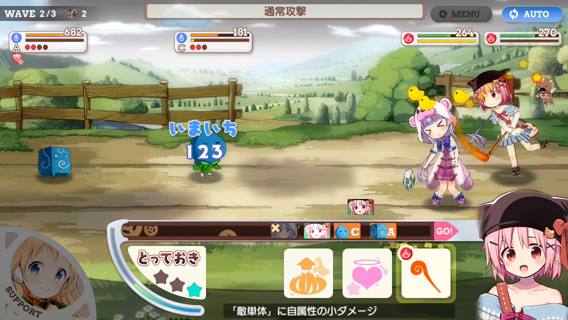 WAVE 2/3 2
通常攻撃
MENU
AUTO
682
A
181
C
264
270
いまいち
123
C
A
GO!
とっておき
SUPPORT
「敵単体」に自属性の小ダメージ